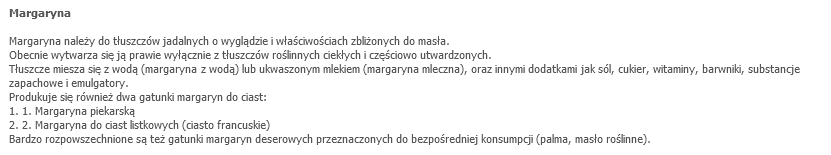 Margaryna
Margaryna należy do tłuszczów jadalnych o wyglądzie i właściwościach zbliżonych do masła.
Obecnie wytwarza się ją prawie wyłącznie z tłuszczów roślinnych ciekłych i częściowo utwardzonych.
Tłuszcze miesza się z wodą (margaryna z wodą) lub ukwaszonym mlekiem (margaryna mleczna), oraz innymi dodatkami jak sól, cukier, witaminy, barwniki, substancje
zapachowe i emulgatory.
Produkuje się również dwa gatunki margaryn do ciast:
1. 1. Margaryna piekarską
2. 2. Margaryna do ciast listkowych (ciasto francuskie)
Bardzo rozpowszechnione są też gatunki margaryn deserowych przeznaczonych do bezpośredniej konsumpcji (palma, masło roślinne).